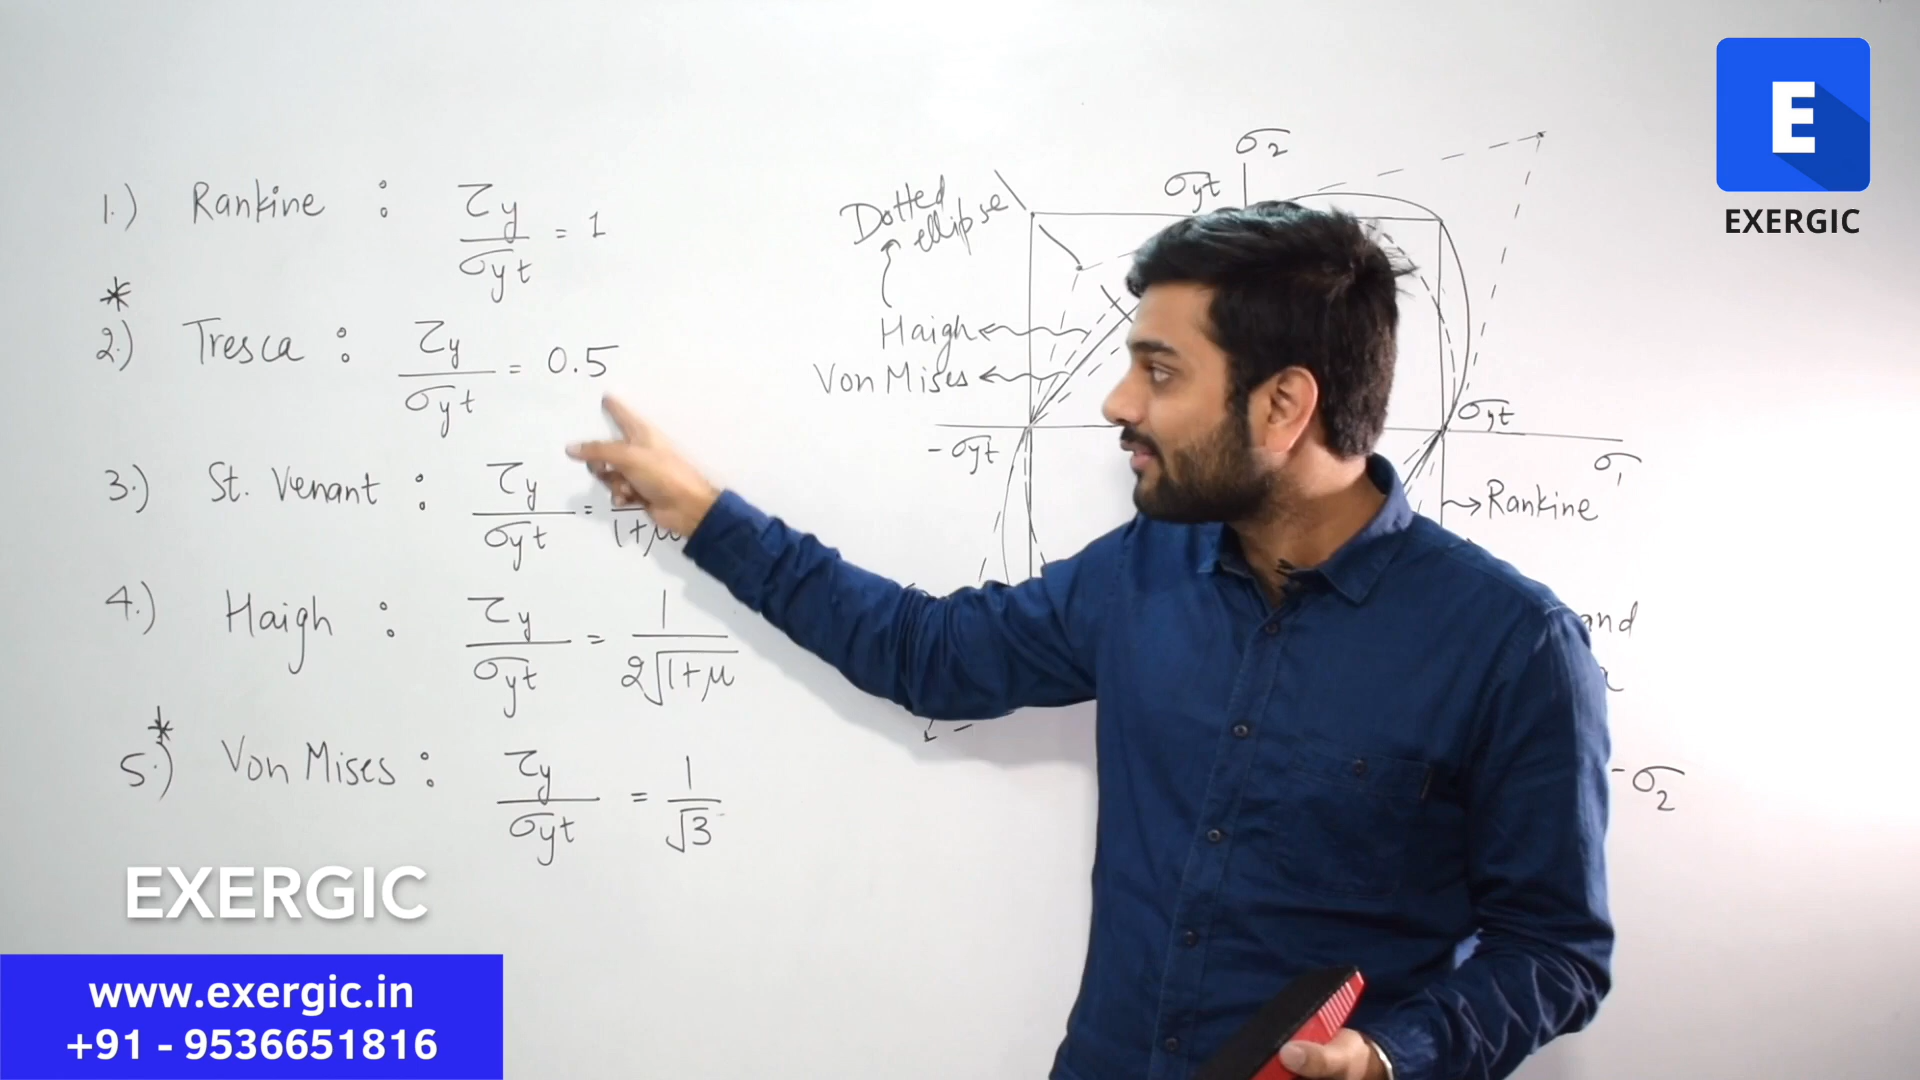 1.) Rankine : τy/σyt = 1
*
2.) Tresca : τy/σyt = 0.5
3.) St. Venant : τy/σyt = 1+μ
4.) Haigh : τy/σyt = 1/2√1+μ
*
5.) Von Mises : τy/σyt = 1/√3
σ2
σyt
Dotted
ellipse
Haigh
Von Mises
-σyt
σyt
σ1
Rankine
and
-σ2
E
EXERGIC
EXERGIC
www.exergic.in
+91 - 9536651816